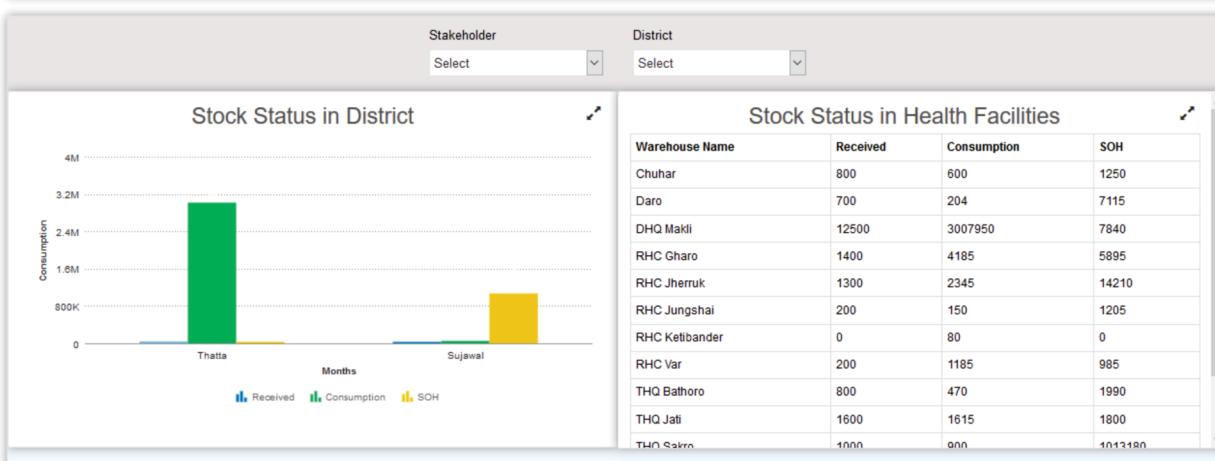 Stakeholder District
Select Select
Stock Status in District
4M
3.2M
2.4M
1.6M
800K
0
Consumption
Thatta Sujawal
Months
Received Consumption SOH
Stock Status in Health Facilities
Warehouse Name Received Consumption SOH
Chuhar 800 600 1250
Daro 700 204 7115
DHQ Makli 12500 3007950 7840
RHC Gharo 1400 4185 5895
RHC Jherruk 1300 2345 14210
RHC Jungshai 200 150 1205
RHC Ketibander 0 80 0
RHC Var 200 1185 985
THQ Bathoro 800 470 1990
THQ Jati 1600 1615 1800
THQ Sakro 1000 900 1013180